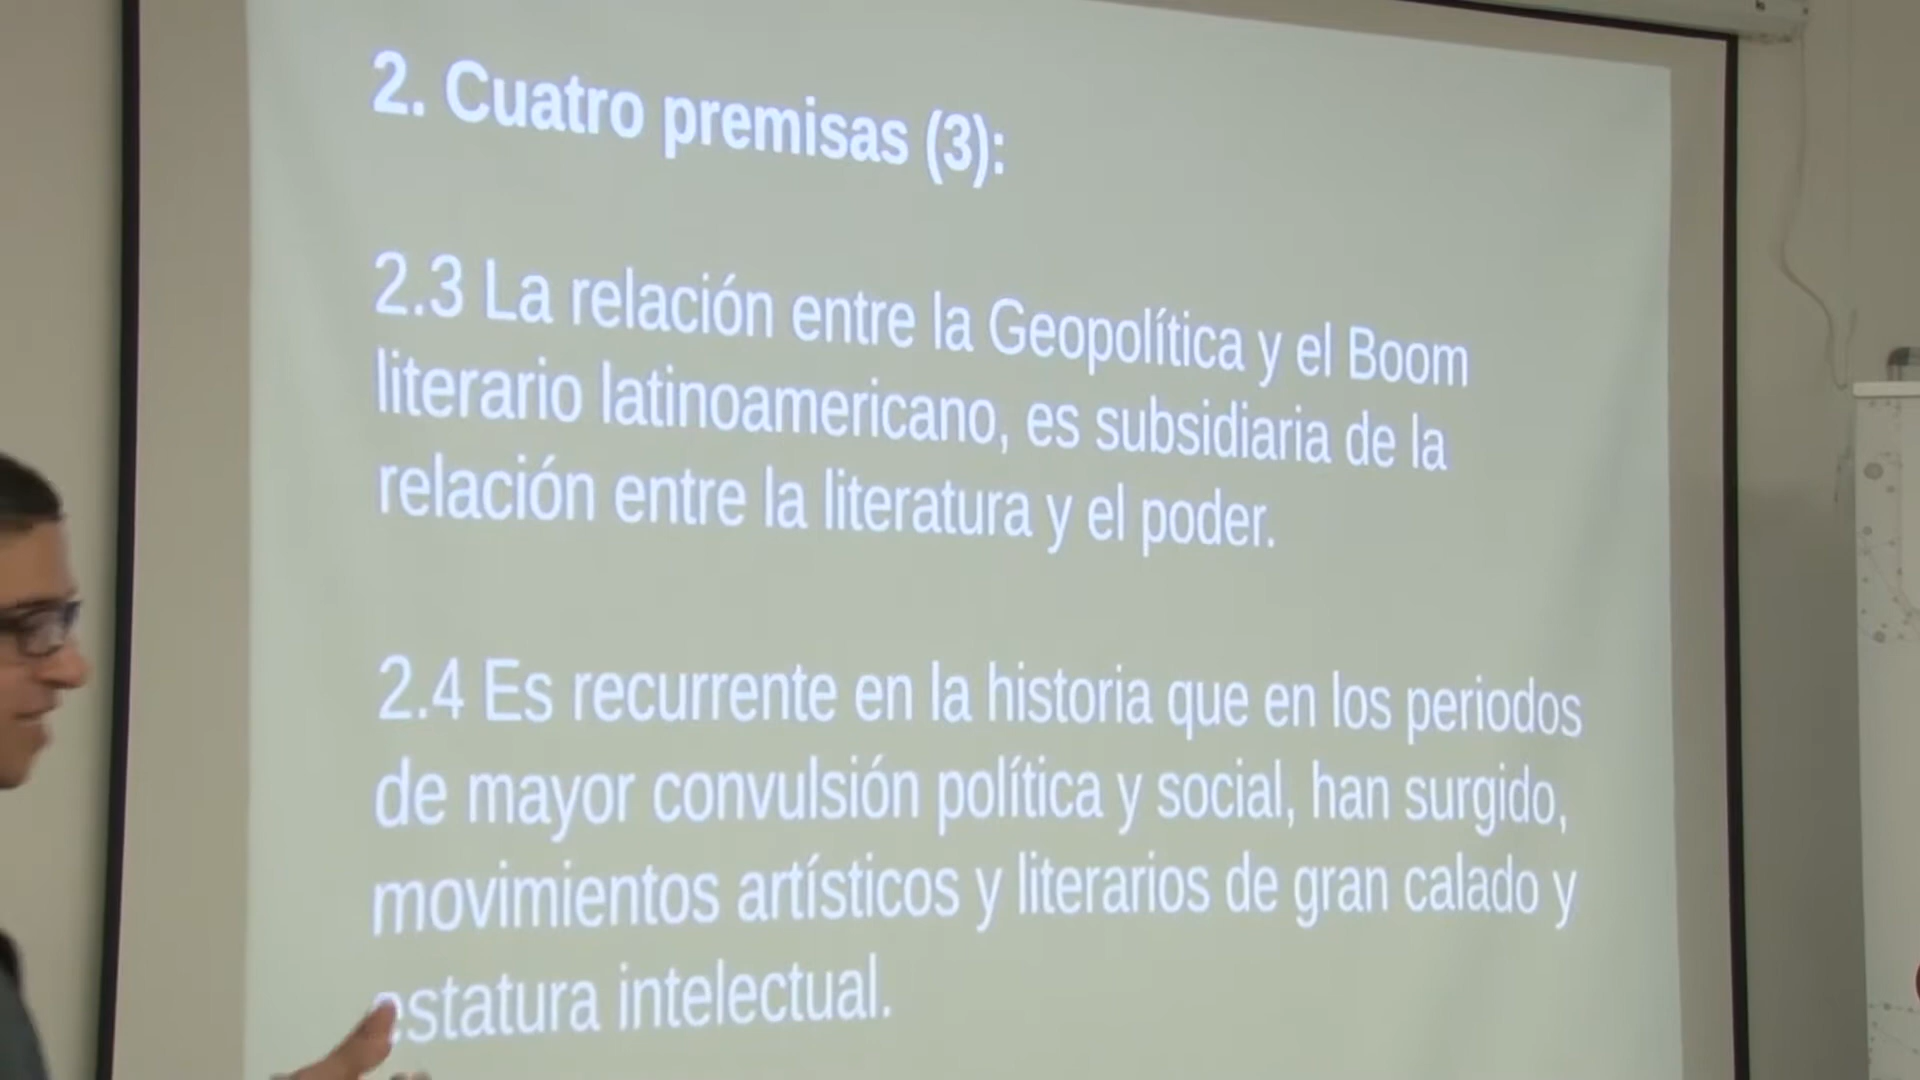 2. Cuatro premisas (3):
2.3 La relación entre la Geopolítica y el Boom
literario latinoamericano, es subsidiaria de la
relación entre la literatura y el poder.
2.4 Es recurrente en la historia que en los periodos
de mayor convulsión política y social, han surgido,
movimientos artísticos y literarios de gran calado y
estatura intelectual.